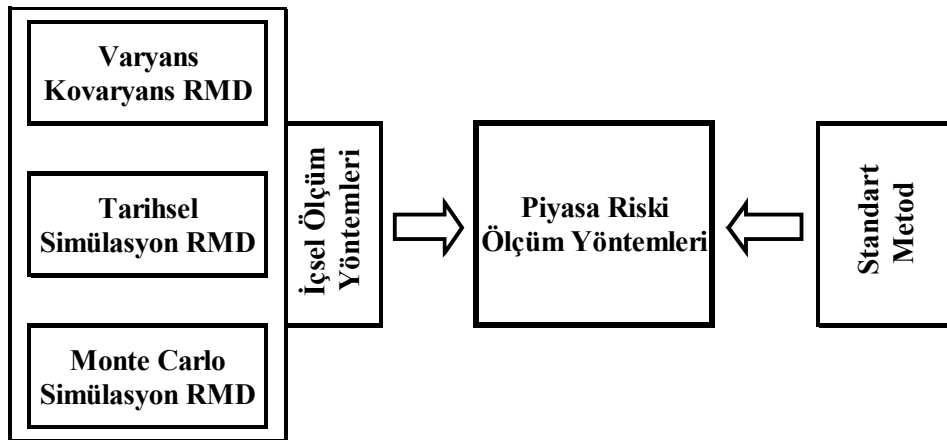 Varyans
Kovaryans RMD
Tarihsel
Simülasyon RMD
Monte Carlo
Simülasyon RMD
İçsel Ölçüm
Yöntemleri
Piyasa Riski
Ölçüm Yöntemleri
Standart
Metod